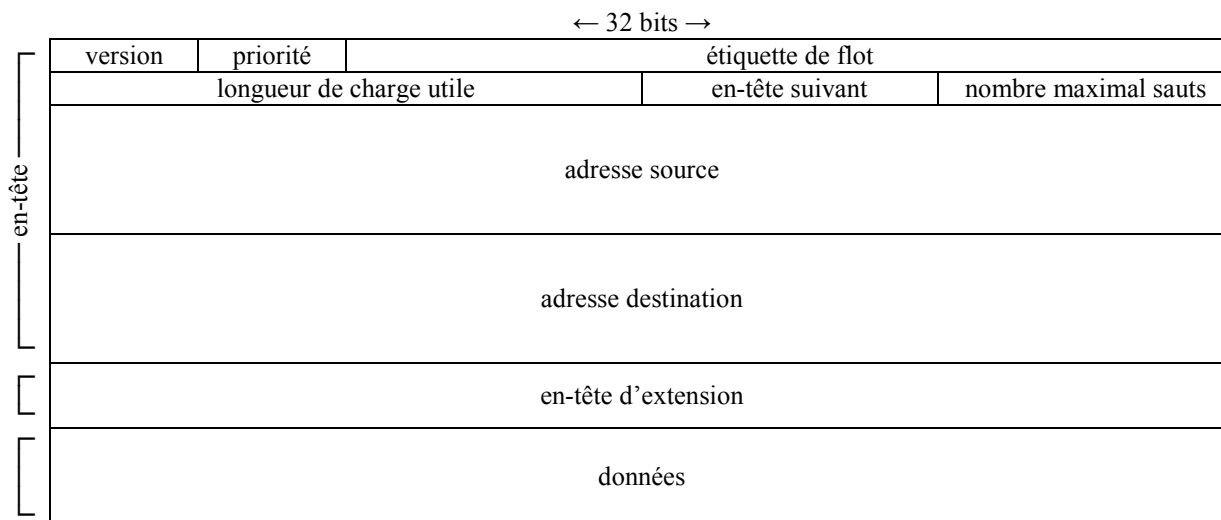 ← 32 bits →
version priorité étiquette de flot
longueur de charge utile en-tête suivant nombre maximal sauts
en-tête
adresse source
adresse destination
en-tête d’extension
données